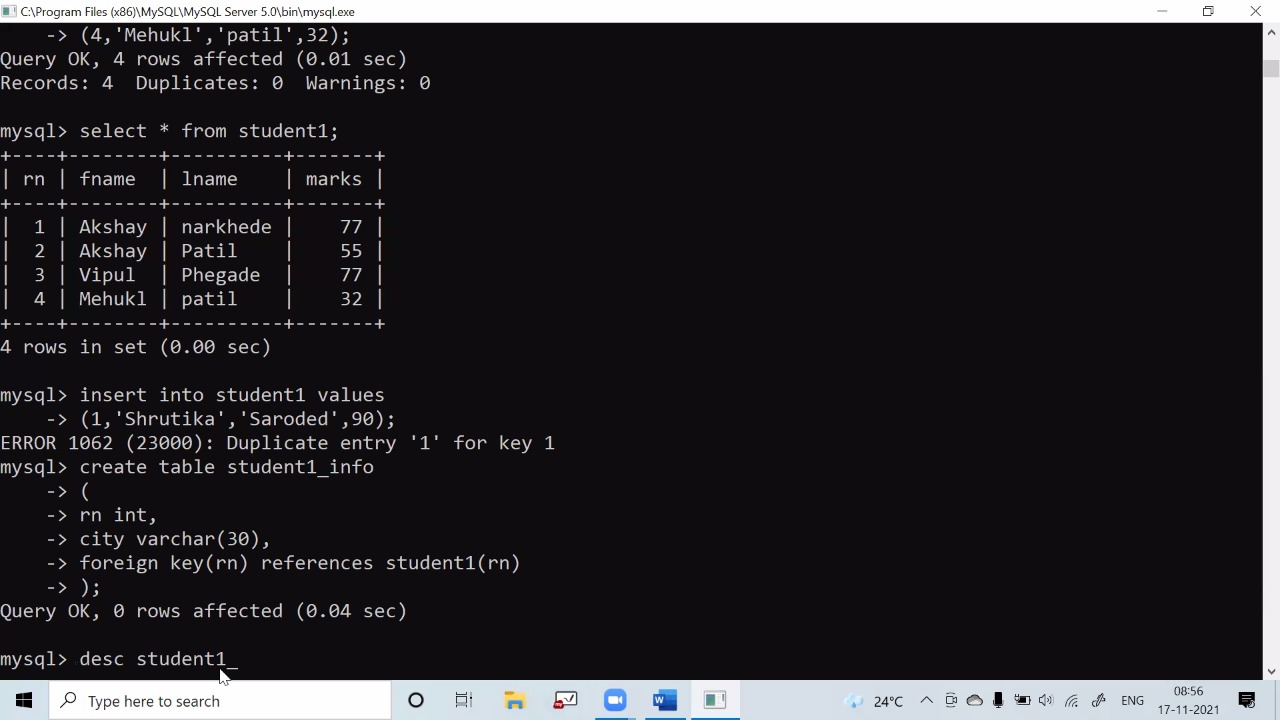 C:\Program Files (x86)\MySQL\MySQL Server 5.0\bin\mysql.exe
-> (4,'Mehukl','patil',32);
Query OK, 4 rows affected (0.01 sec)
Records: 4  Duplicates: 0  Warnings: 0
mysql> select * from student1;
+----+--------+----------+-------+
| rn | fname  | lname    | marks |
+----+--------+----------+-------+
|  1 | Akshay | narkhede |    77 |
|  2 | Akshay | Patil    |    55 |
|  3 | Vipul  | Phegade  |    77 |
|  4 | Mehukl | patil    |    32 |
+----+--------+----------+-------+
4 rows in set (0.00 sec)
mysql> insert into student1 values
-> (1,'Shrutika','Saroded',90);
ERROR 1062 (23000): Duplicate entry '1' for key 1
mysql> create table student1_info
-> (
-> rn int,
-> city varchar(30),
-> foreign key(rn) references student1(rn)
-> );
Query OK, 0 rows affected (0.04 sec)
mysql> desc student1_
Type here to search
24°C
ENG
08:56
17-11-2021